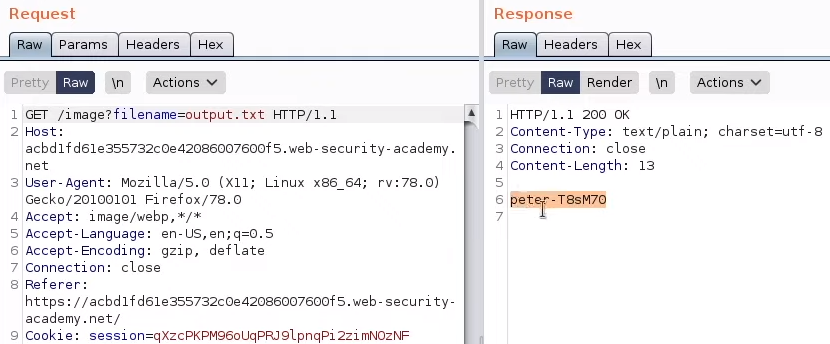 Request
Raw Params Headers Hex
Pretty Raw \n Actions
1 GET /image?filename=output.txt HTTP/1.1
2 Host:
acbd1fd61e355732c0e42086007600f5.web-security-academy.
net
3 User-Agent: Mozilla/5.0 (X11; Linux x86_64; rv:78.0)
Gecko/20100101 Firefox/78.0
4 Accept: image/webp,*/*
5 Accept-Language: en-US,en;q=0.5
6 Accept-Encoding: gzip, deflate
7 Connection: close
8 Referer:
https://acbd1fd61e355732c0e42086007600f5.web-security-
academy.net/
9 Cookie: session=qXzcPKPM96oUqPRJ9lpnqPi2zimNOzNF
Response
Raw Headers Hex
Pretty Raw Render \n Actions
1 HTTP/1.1 200 OK
2 Content-Type: text/plain; charset=utf-8
3 Connection: close
4 Content-Length: 13
5
6 peter-T8sM70
7